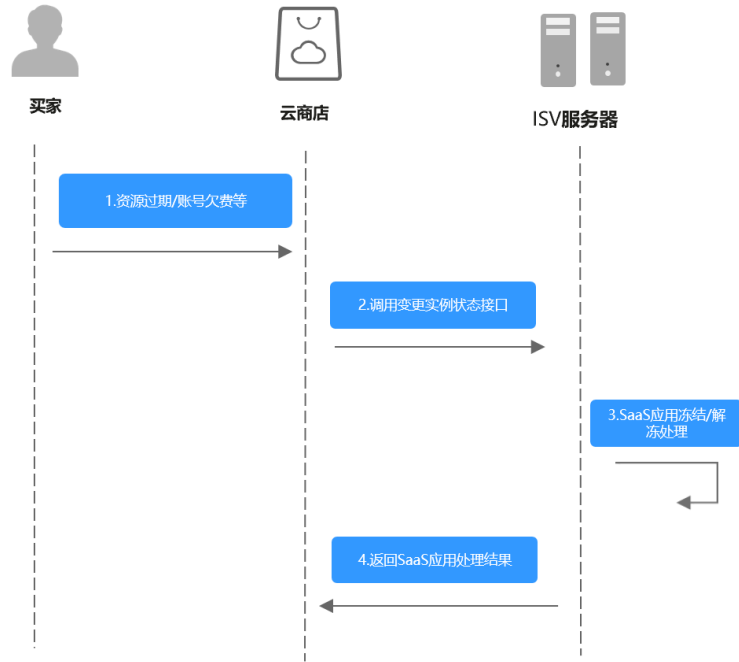 买家
云商店
ISV服务器
1.资源过期/账号欠费等
2.调用变更实例状态接口
3.SaaS应用冻结/解
冻处理
4.返回SaaS应用处理结果